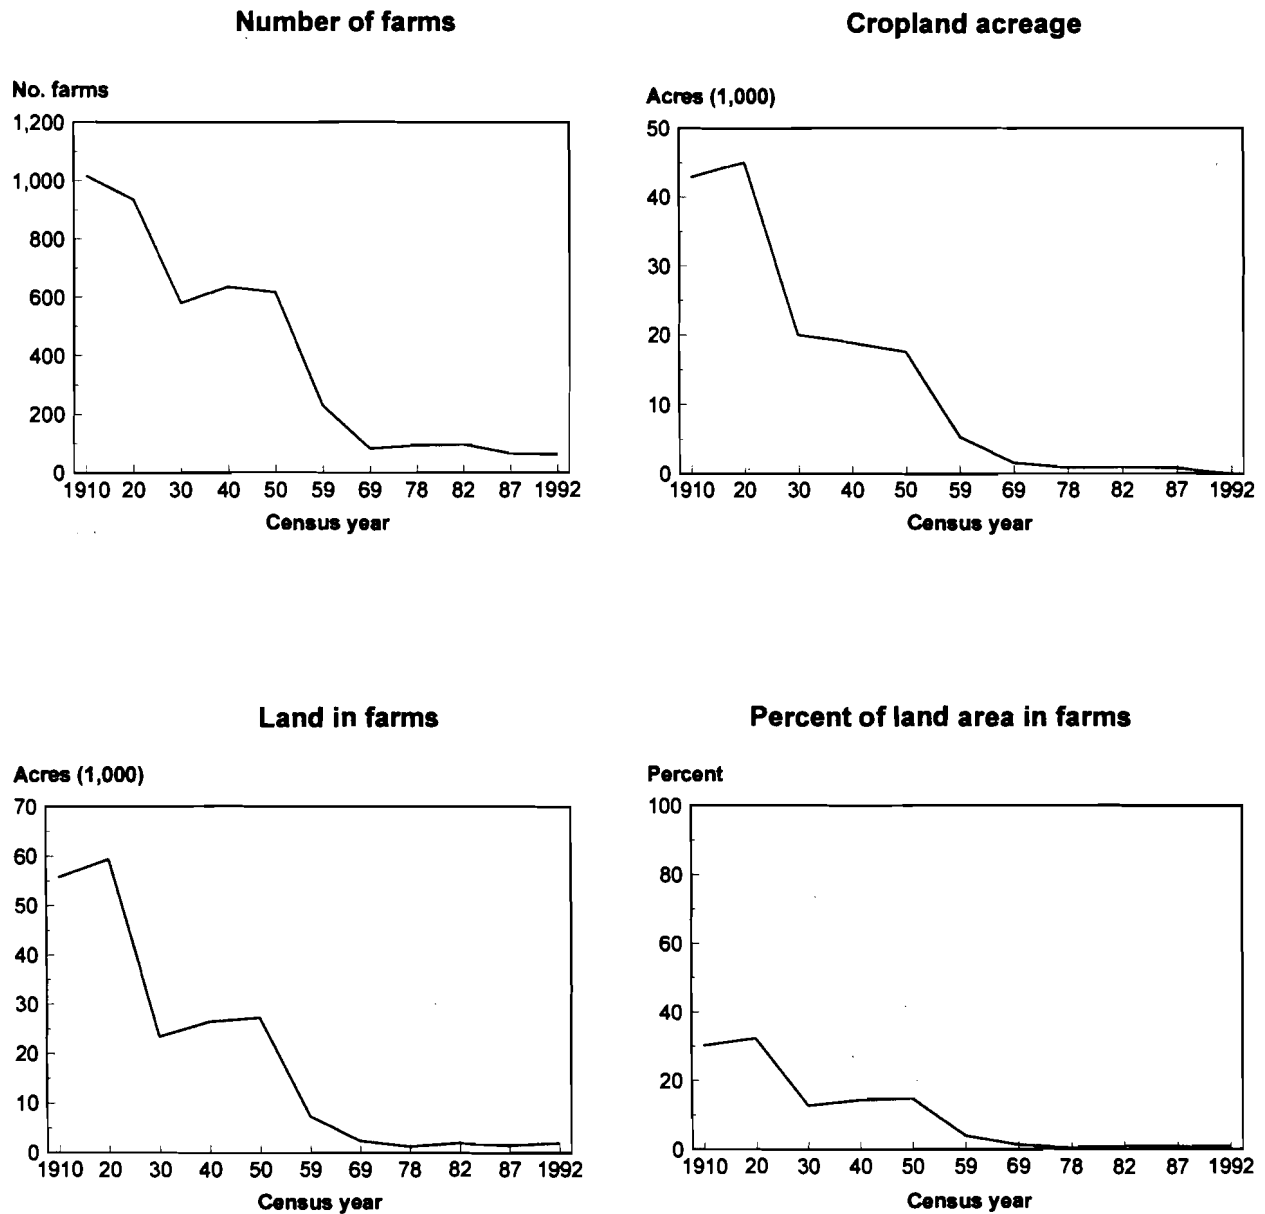 Number of farms
No. farms
1,200
1,000
800
600
400
200
0
1910 20 30 40 50 59 69 78 82 87 1992
Census year
Cropland acreage
Acres (1,000)
50
40
30
20
10
0
1910 20 30 40 50 59 69 78 82 87 1992
Census year
Land in farms
Acres (1,000)
70
60
50
40
30
20
10
0
1910 20 30 40 50 59 69 78 82 87 1992
Census year
Percent of land area in farms
Percent
100
80
60
40
20
0
1910 20 30 40 50 59 69 78 82 87 1992
Census year